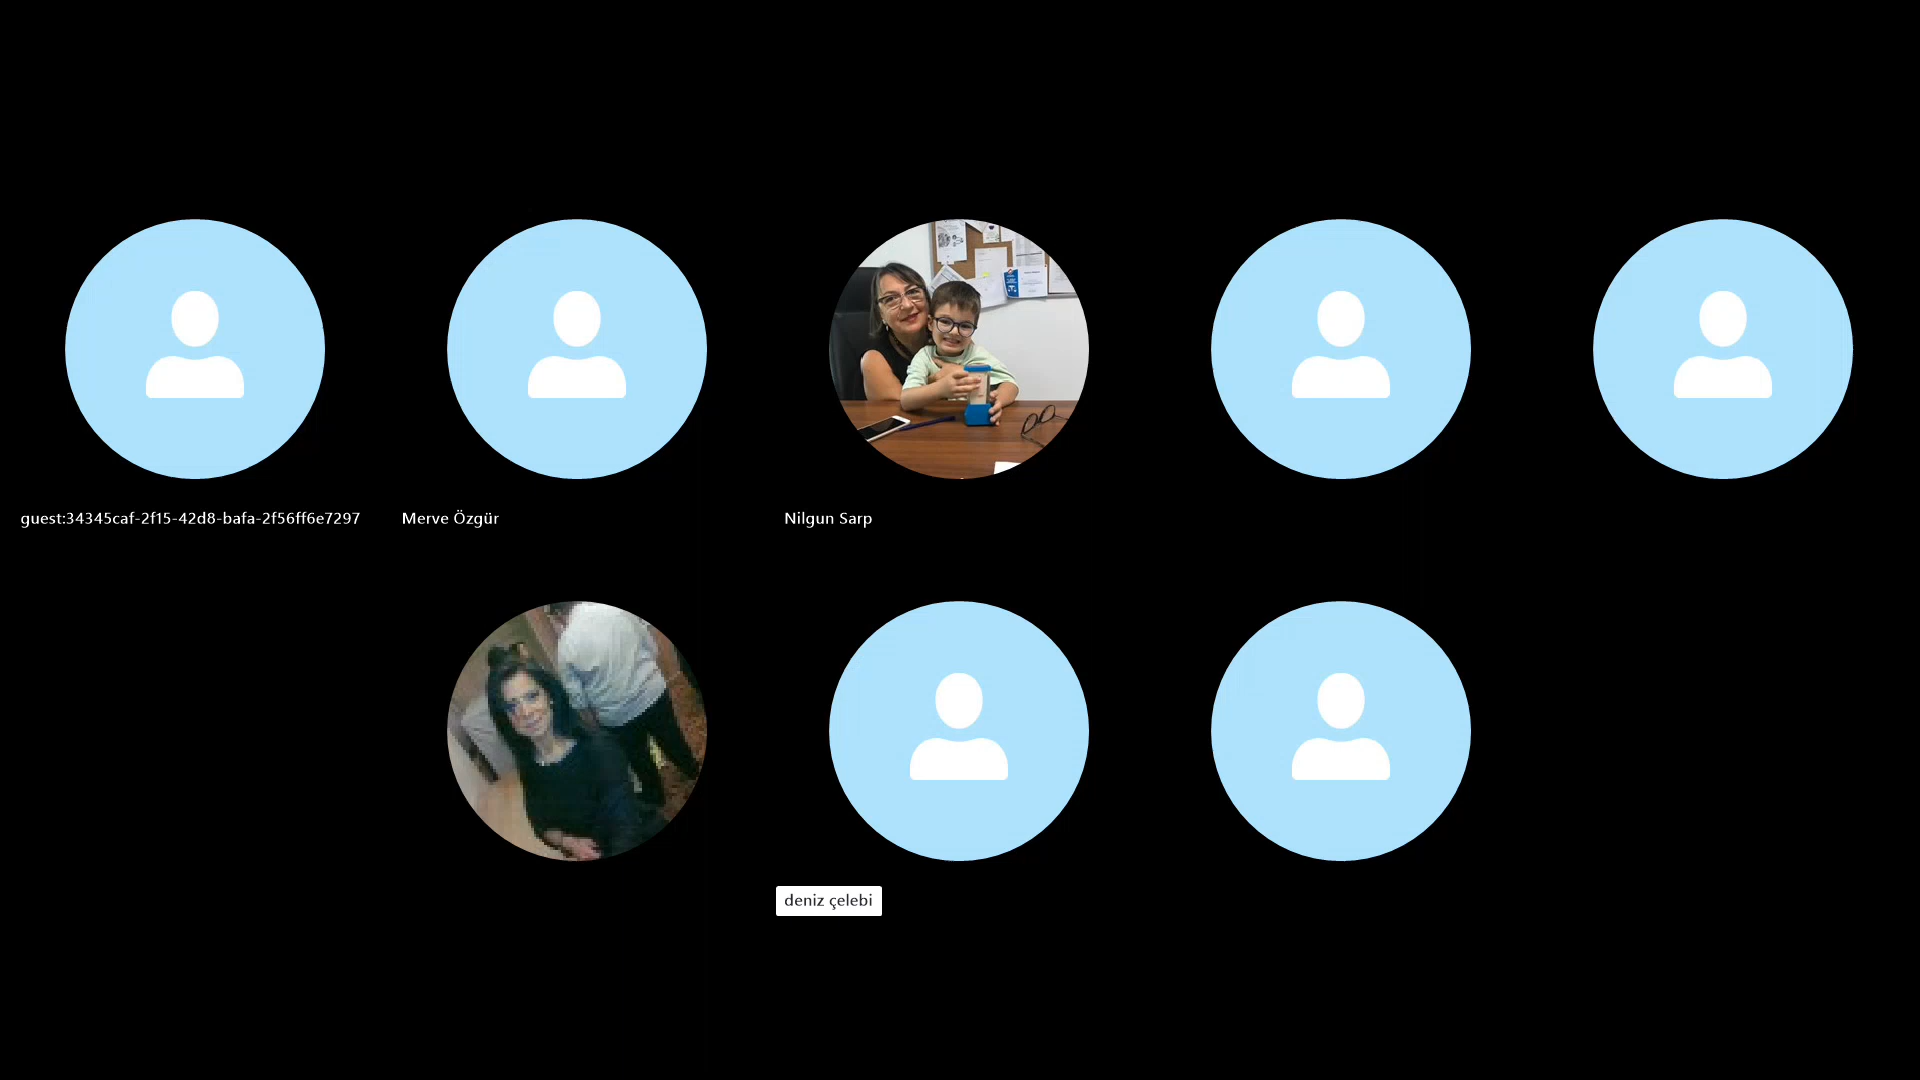 guest:34345caf-2f15-42d8-bafa-2f56ff6e7297
Merve Özgür
Nilgun Sarp
deniz çelebi